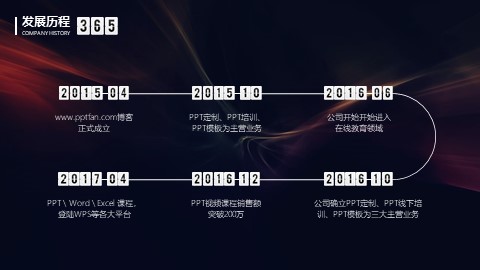 发展历程
COMPANY HISTORY
365
2015-04
2015-10
2016-06
www.pptfan.com博客
正式成立
PPT定制、PPT培训、
PPT模板为主营业务
公司开始开始进入
在线教育领域
2017-04
2016-12
2016-10
PPT \ Word \ Excel 课程,
登陆WPS等各大平台
PPT视频课程销售额
突破200万
公司确立PPT定制、PPT线下培
训、PPT模板为三大主营业务